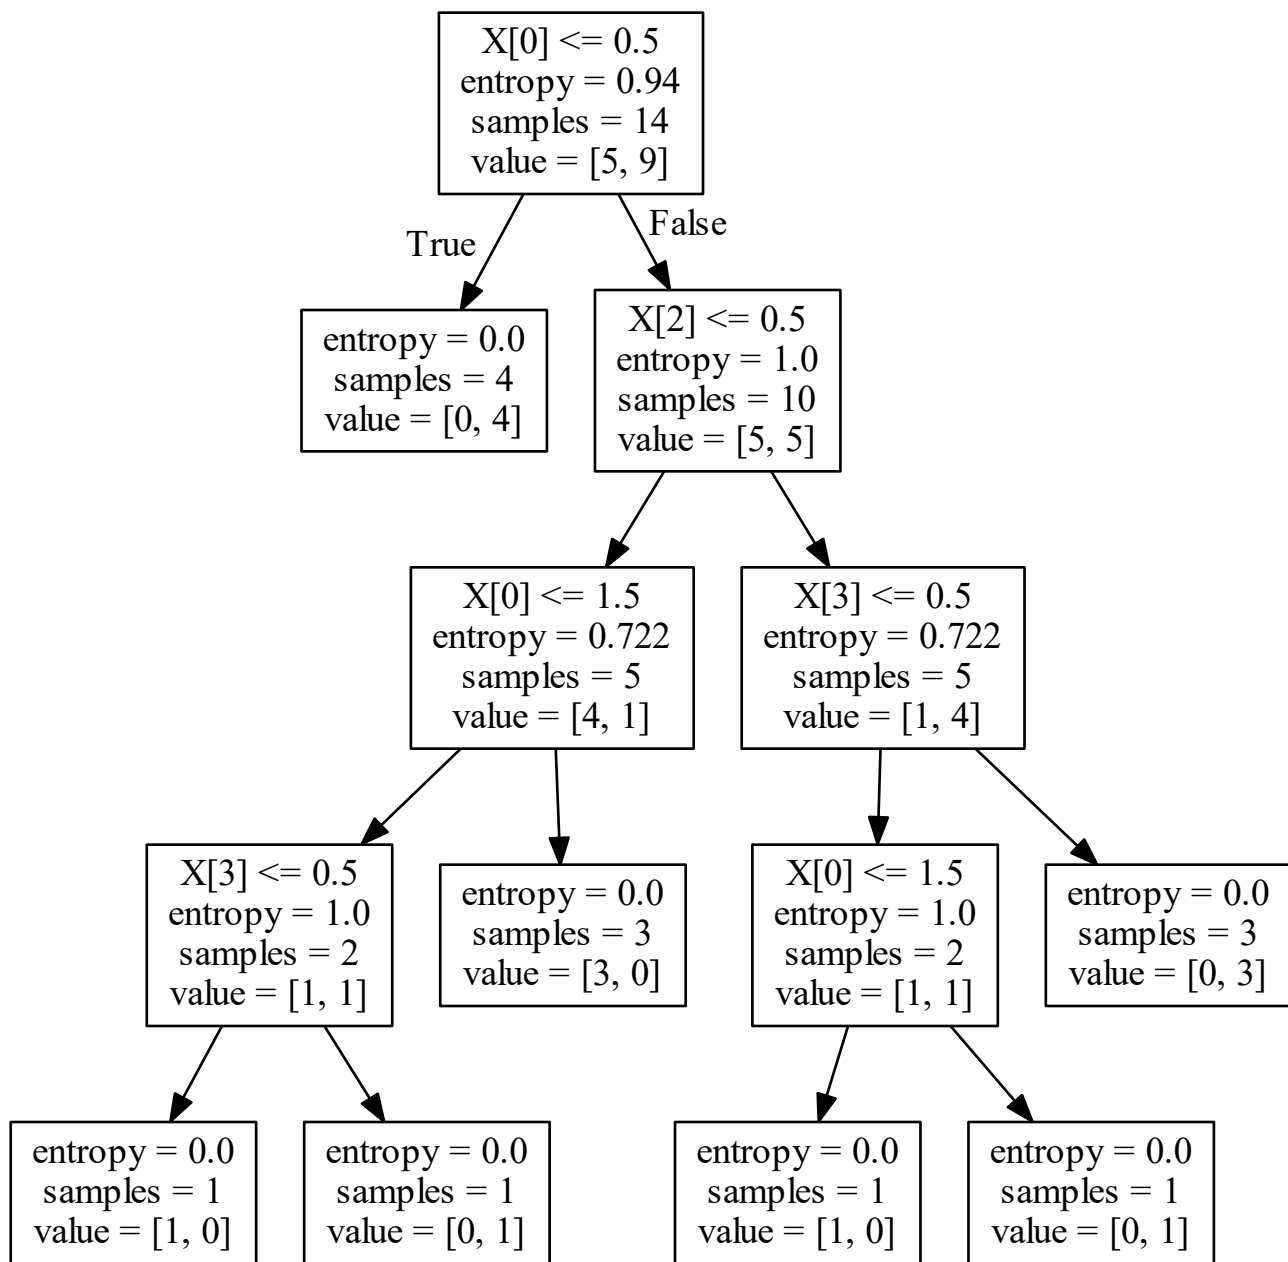 X[0] <= 0.5
entropy = 0.94
samples = 14
value = [5, 9]
True
False
entropy = 0.0
samples = 4
value = [0, 4]
X[2] <= 0.5
entropy = 1.0
samples = 10
value = [5, 5]
X[0] <= 1.5
entropy = 0.722
samples = 5
value = [4, 1]
X[3] <= 0.5
entropy = 0.722
samples = 5
value = [1, 4]
X[3] <= 0.5
entropy = 1.0
samples = 2
value = [1, 1]
entropy = 0.0
samples = 3
value = [3, 0]
X[0] <= 1.5
entropy = 1.0
samples = 2
value = [1, 1]
entropy = 0.0
samples = 3
value = [0, 3]
entropy = 0.0
samples = 1
value = [1, 0]
entropy = 0.0
samples = 1
value = [0, 1]
entropy = 0.0
samples = 1
value = [1, 0]
entropy = 0.0
samples = 1
value = [0, 1]